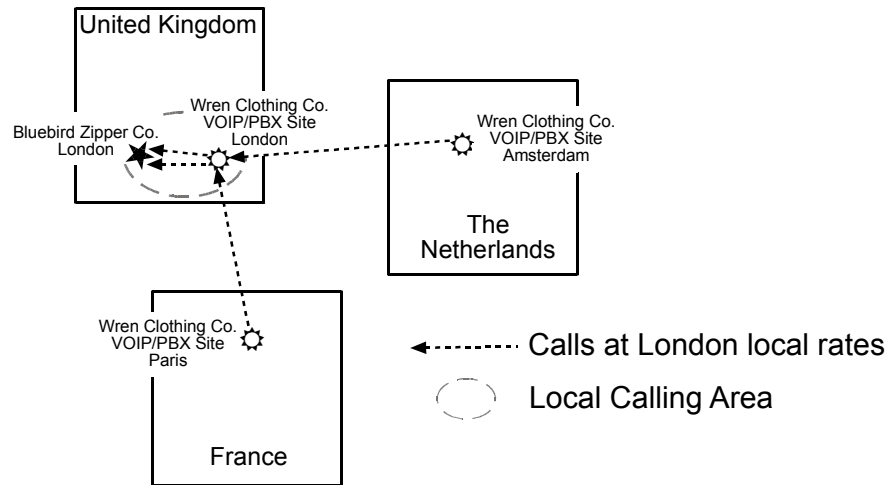 United Kingdom
Wren Clothing Co.
VOIP/PBX Site
London
Bluebird Zipper Co.
London
Wren Clothing Co.
VOIP/PBX Site
Amsterdam
The
Netherlands
Wren Clothing Co.
VOIP/PBX Site
Paris
France
Calls at London local rates
Local Calling Area